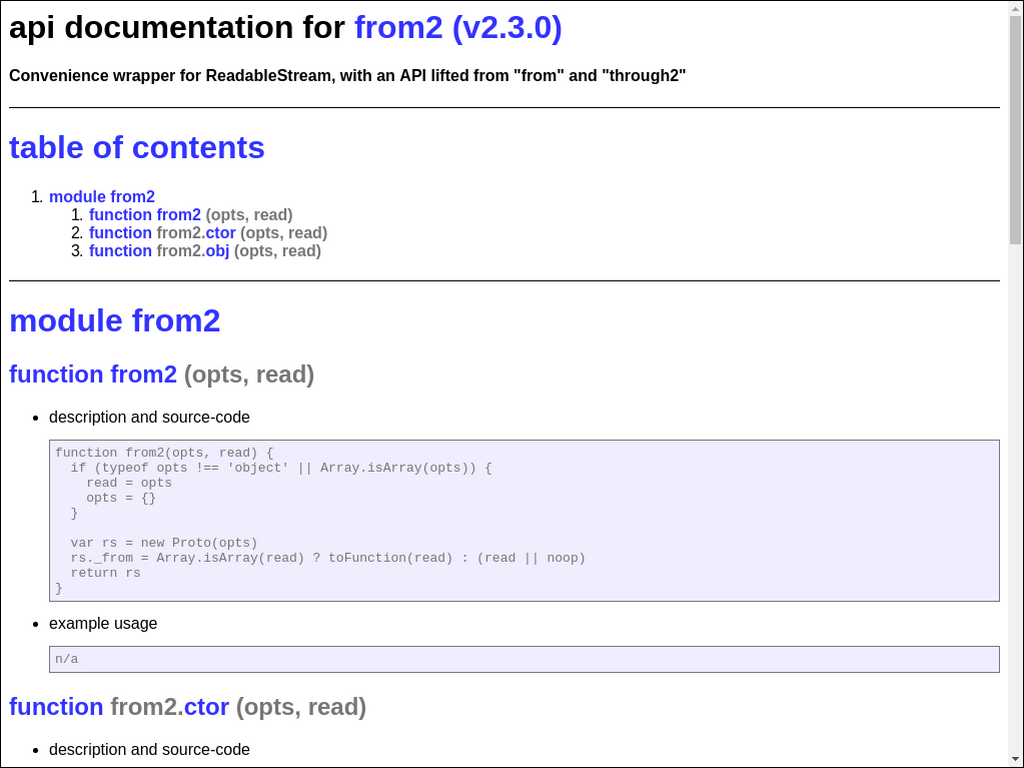 api documentation for from2 (v2.3.0)
Convenience wrapper for ReadableStream, with an API lifted from "from" and "through2"
table of contents
1. module from2
1. function from2 (opts, read)
2. function from2.ctor (opts, read)
3. function from2.obj (opts, read)
module from2
function from2 (opts, read)
• description and source-code
function from2(opts, read) {
  if (typeof opts !== 'object' || Array.isArray(opts)) {
    read = opts
    opts = {}
  }

  var rs = new Proto(opts)
  rs._from = Array.isArray(read) ? toFunction(read) : (read || noop)
  return rs
}
• example usage
n/a
function from2.ctor (opts, read)
• description and source-code